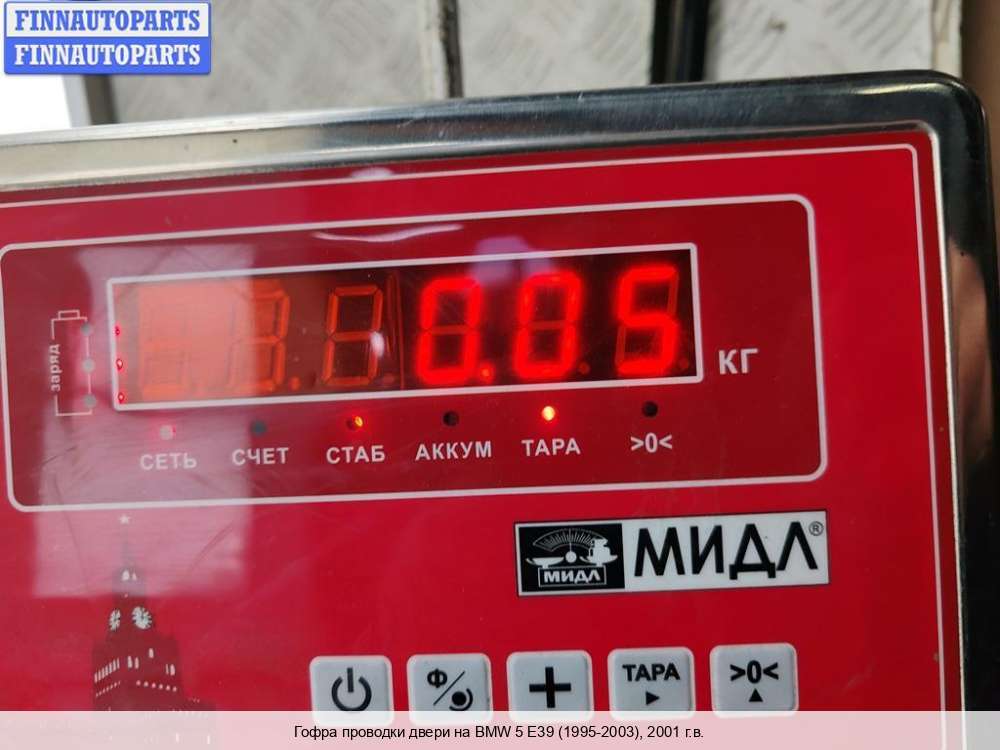 FINNAUTOPARTS
FINNAUTOPARTS
заряд
0.05
КГ
СЕТЬ
СЧЕТ
СТАБ
АККУМ
ТАРА
>0<
МИДЛ
МИДЛ®
Ф
ТАРА
>0<
Гофра проводки двери на BMW 5 E39 (1995-2003), 2001 г.в.